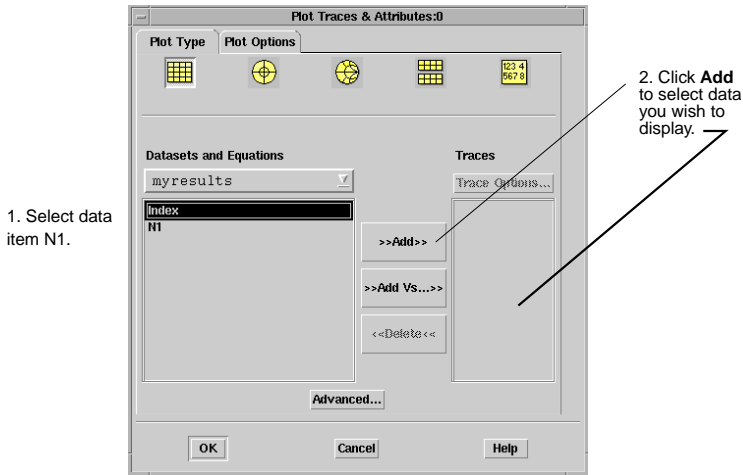 Plot Traces & Attributes:0
Plot Type
Plot Options
123 4
567 8
2. Click Add
to select data
you wish to
display.
Datasets and Equations
Traces
myresults
Trace Options...
1. Select data
item N1.
Index
N1
>>Add>>
>>Add Vs...>>
<<Delete<<
Advanced...
OK
Cancel
Help